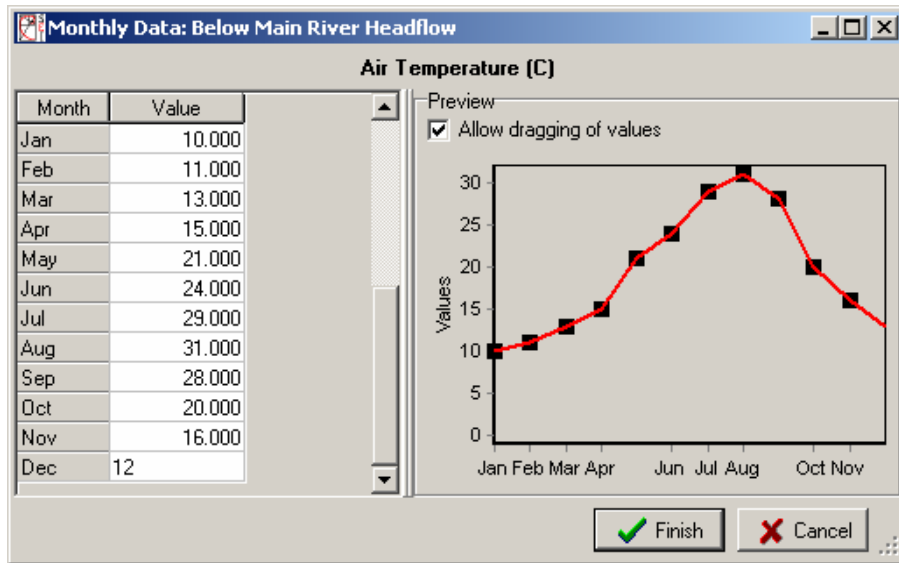 Monthly Data: Below Main River Headflow
Air Temperature (C)
Month Value
Jan 10.000
Feb 11.000
Mar 13.000
Apr 15.000
May 21.000
Jun 24.000
Jul 29.000
Aug 31.000
Sep 28.000
Oct 20.000
Nov 16.000
Dec 12
Preview
Allow dragging of values
Values
30
25
20
15
10
5
0
Jan Feb Mar Apr Jun Jul Aug Oct Nov
Finish Cancel